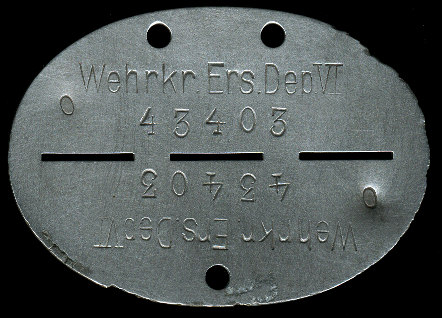 Wehrkr. Ers. Dep VI
43403
O
43403
O
Wehrkr. Ers. Dep VI